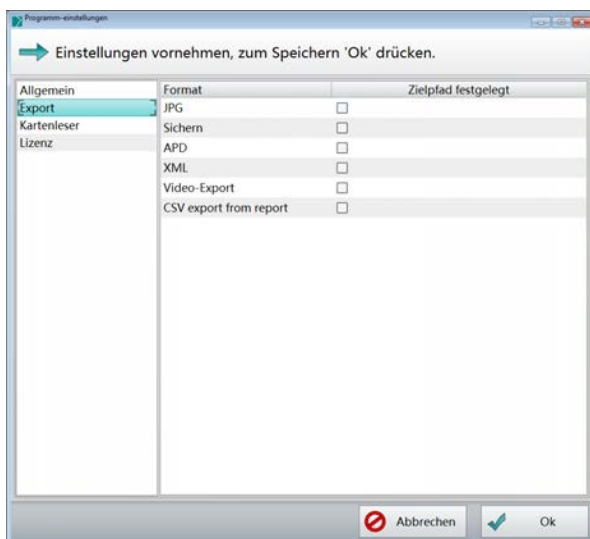 Programm-einstellungen
Einstellungen vornehmen, zum Speichern 'Ok' drücken.
Allgemein
Export
Kartenleser
Lizenz
Format Zielpfad festgelegt
JPG
Sichern
APD
XML
Video-Export
CSV export from report
Abbrechen Ok